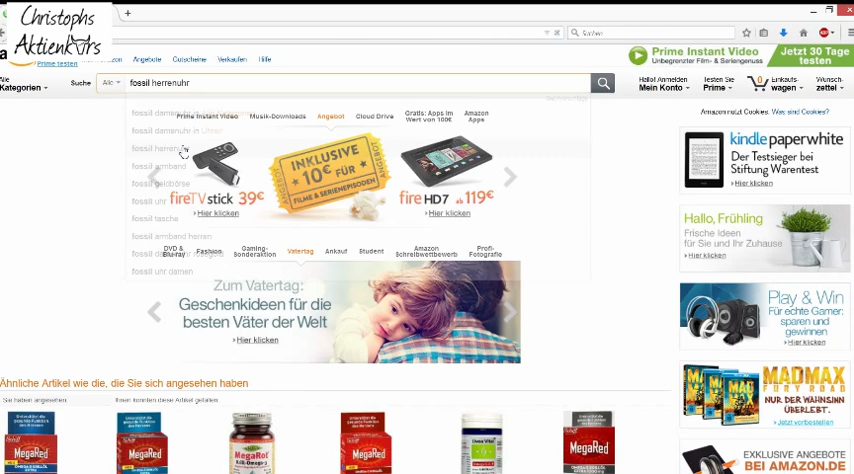 Christophs
Aktienkurs
Prime testen
Angebote
Gutscheine
Verkaufen
Hilfe
Suchen
Prime Instant Video
Unbegrenzter Film- & Seriengenuss
Jetzt 30 Tage
testen
Alle
Kategorien
Suche
Alle
fossil herrenuhr
Hallo! Anmelden
Mein Konto
Testen Sie
Prime
0
Einkaufs-
wagen
Wunsch-
zettel
fossil herrenuhr
fossil armband
fossil geldbörse
fossil uhr
fossil tasche
fossil armband herren
fossil uhr damen
Prime Instant Video
Musik-Downloads
Angebot
Cloud Drive
Gratis: Apps im
Wert von 100€
Amazon
Apps
INKLUSIVE
10€ FÜR
FILME & SERIENEPISODEN
ANGEBOT
ANGEBOT
fireTVstick 39€
Hier klicken
fire HD7 ab 119€
Hier klicken
DVD &
Blu-ray
Fashion
Gaming-
Sonderaktion
Vatertag
Ankauf
Student
Amazon
Schreibwettbewerb
Profi-
Fotografie
Zum Vatertag:
Geschenkideen für die
besten Väter der Welt
Hier klicken
Amazon nutzt Cookies. Was sind Cookies?
kindle paperwhite
Der Testsieger bei
Stiftung Warentest
Hier klicken
Hallo, Frühling
Frische Ideen
für Sie und Ihr Zuhause
Hier klicken
Play & Win
Für echte Gamer:
sparen und
gewinnen
Hier klicken
MADMAX
FURY ROAD
NUR DER WAHNSINN
ÜBERLEBT.
Jetzt vorbestellen
EXKLUSIVE ANGEBOTE
BEI AMAZON.DE
Ähnliche Artikel wie die, die Sie sich angesehen haben
Sie haben angesehen
Ihnen könnten diese Artikel gefallen
MegaRed
MegaRed
MegaRot
MegaRed
MegaRed